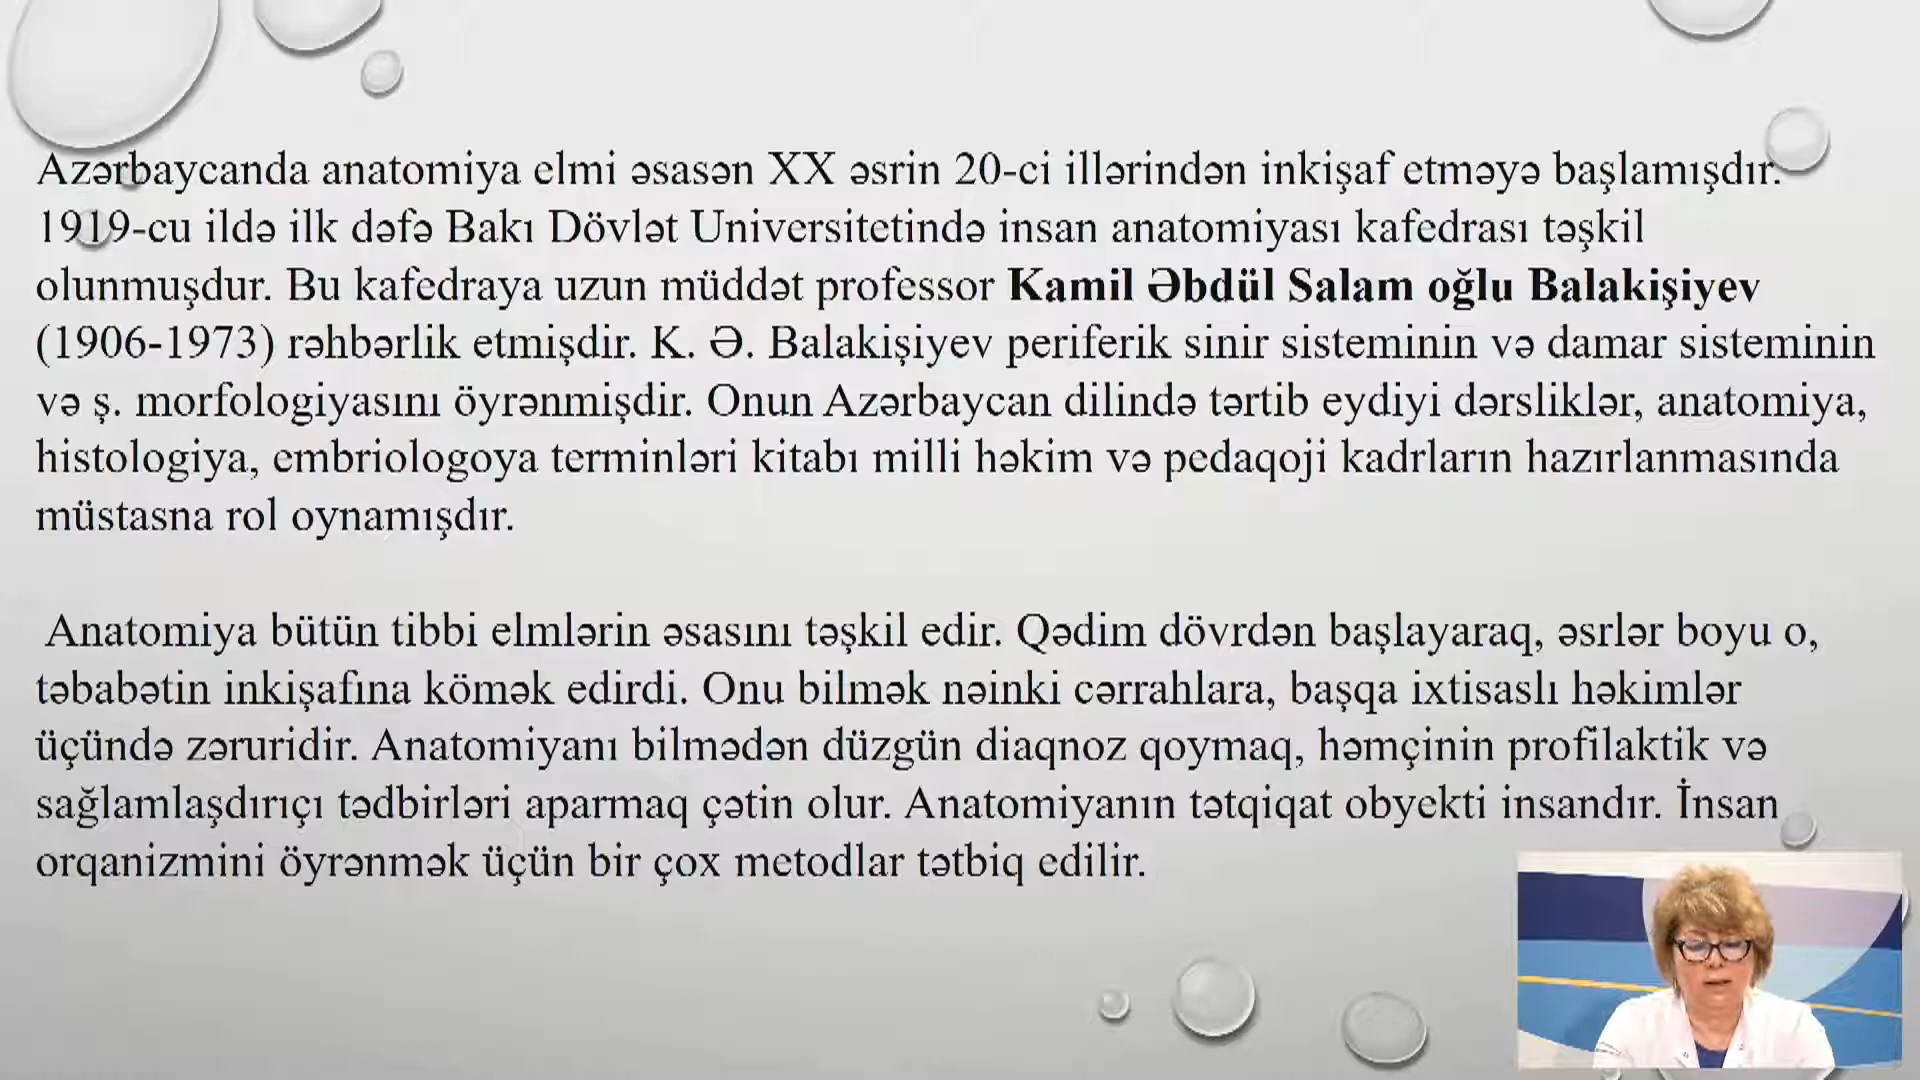 Azərbaycanda anatomiya elmi əsasən XX əsrin 20-ci illərindən inkişaf etməyə başlamışdır.
1919-cu ildə ilk dəfə Bakı Dövlət Universitetində insan anatomiyası kafedrası təşkil
olunmuşdur. Bu kafedraya uzun müddət professor Kamil Əbdül Salam oğlu Balakişiyev
(1906-1973) rəhbərlik etmişdir. K. Ə. Balakişiyev periferik sinir sisteminin və damar sisteminin
və ş. morfologiyasını öyrənmişdir. Onun Azərbaycan dilində tərtib eydiyi dərsliklər, anatomiya,
histologiya, embriologoya terminləri kitabı milli həkim və pedaqoji kadrların hazırlanmasında
müstasna rol oynamışdır.
Anatomiya bütün tibbi elmlərin əsasını təşkil edir. Qədim dövrdən başlayaraq, əsrlər boyu o,
təbabətin inkişafına kömək edirdi. Onu bilmək nəinki cərrahlara, başqa ixtisaslı həkimlər
üçündə zəruridir. Anatomiyanı bilmədən düzgün diaqnoz qoymaq, həmçinin profilaktik və
sağlamlaşdırıçı tədbirləri aparmaq çətin olur. Anatomiyanın tətqiqat obyekti insandır. İnsan
orqanizmini öyrənmək üçün bir çox metodlar tətbiq edilir.